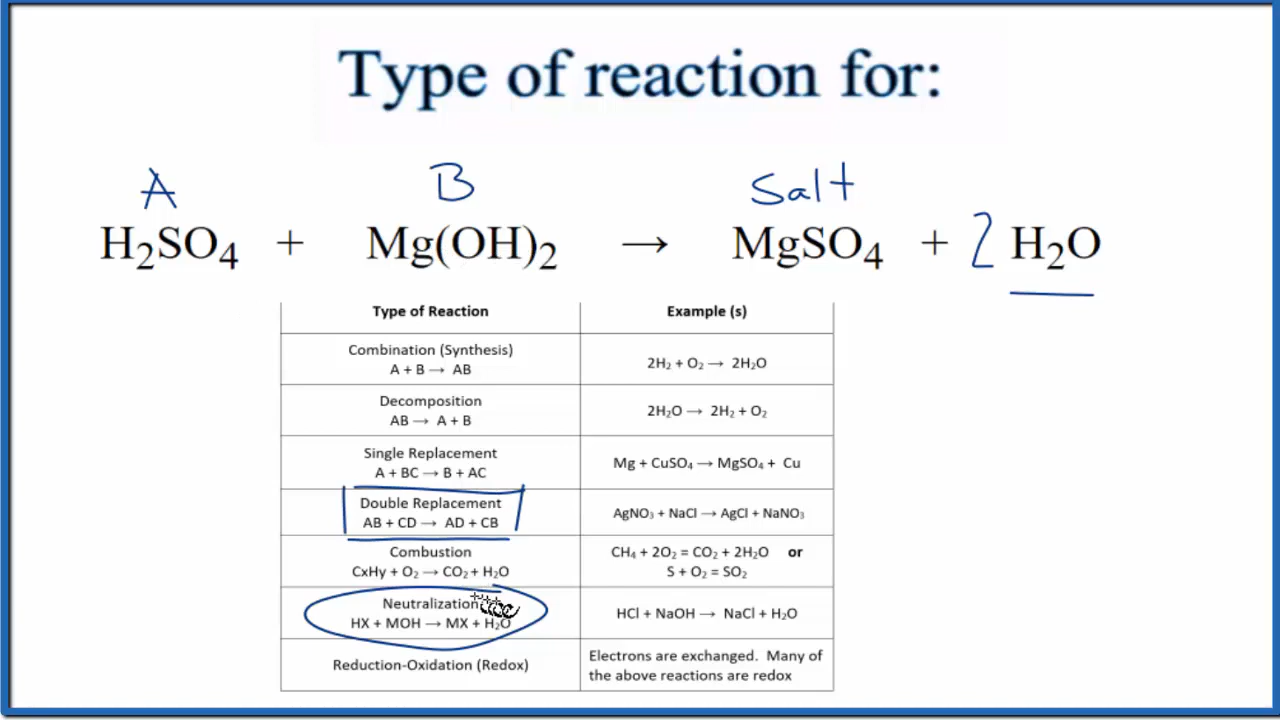 Type of reaction for:
A B Salt
H₂SO₄ + Mg(OH)₂ → MgSO₄ + 2 H₂O
Type of Reaction Example (s)
Combination (Synthesis)
A + B → AB
2H₂ + O₂ → 2H₂O
Decomposition
AB → A + B
2H₂O → 2H₂ + O₂
Single Replacement
A + BC → B + AC
Mg + CuSO₄ → MgSO₄ + Cu
Double Replacement
AB + CD → AD + CB
AgNO₃ + NaCl → AgCl + NaNO₃
Combustion
CxHy + O₂ → CO₂ + H₂O
CH₄ + 2O₂ = CO₂ + 2H₂O or
S + O₂ = SO₂
Neutralization
HX + MOH → MX + H₂O
HCl + NaOH → NaCl + H₂O
Reduction-Oxidation (Redox)
Electrons are exchanged. Many of
the above reactions are redox